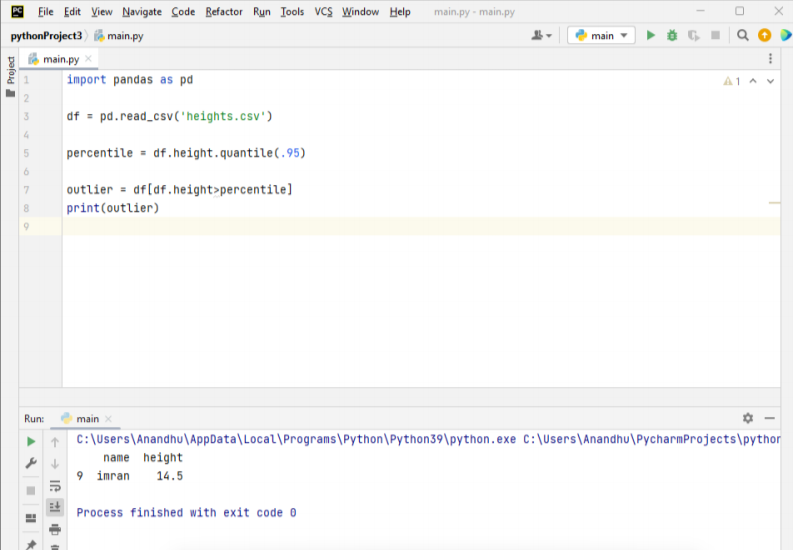 PC File Edit View Navigate Code Refactor Run Tools VCS Window Help main.py - main.py
pythonProject3 main.py main
Project
main.py
1 import pandas as pd 1
2
3 df = pd.read_csv('heights.csv')
4
5 percentile = df.height.quantile(.95)
6
7 outlier = df[df.height>percentile]
8 print(outlier)
9
Run: main
C:\Users\Anandhu\AppData\Local\Programs\Python\Python39\python.exe C:\Users\Anandhu\PycharmProjects\python
name height
9 imran 14.5
Process finished with exit code 0